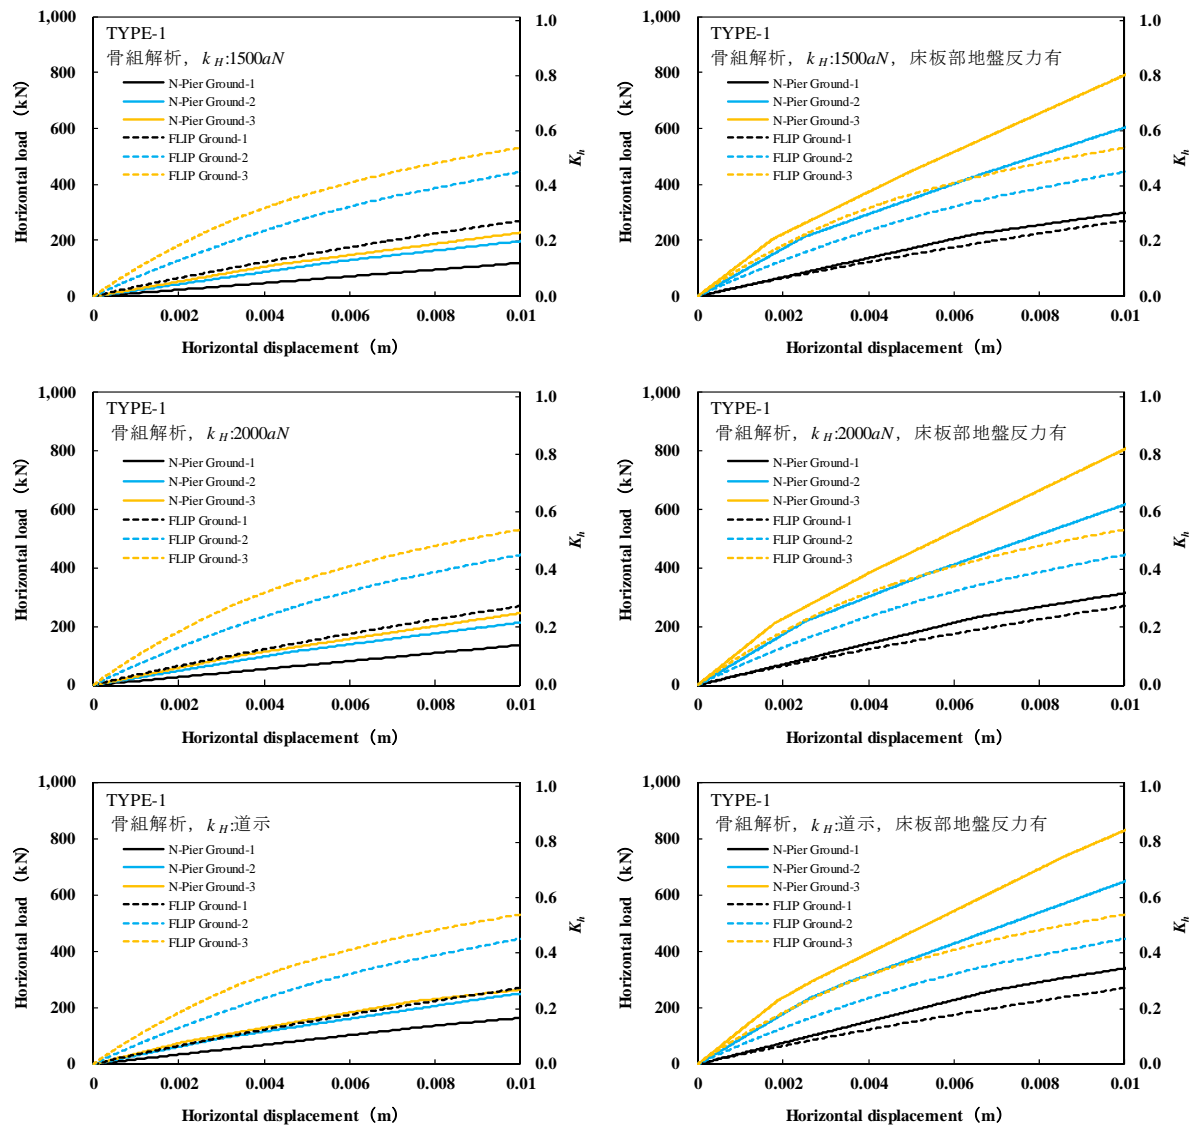 TYPE-1
骨組解析，k H:1500aN
N-Pier Ground-1
N-Pier Ground-2
N-Pier Ground-3
FLIP Ground-1
FLIP Ground-2
FLIP Ground-3
1,000
800
600
400
200
0
0 0.002 0.004 0.006 0.008 0.01
1.0
0.8
0.6
0.4
0.2
0.0
Horizontal load （kN）
Kh
Horizontal displacement（m）
TYPE-1
骨組解析，k H:1500aN，床板部地盤反力有
N-Pier Ground-1
N-Pier Ground-2
N-Pier Ground-3
FLIP Ground-1
FLIP Ground-2
FLIP Ground-3
1,000
800
600
400
200
0
0 0.002 0.004 0.006 0.008 0.01
1.0
0.8
0.6
0.4
0.2
0.0
Horizontal load （kN）
Kh
Horizontal displacement（m）
TYPE-1
骨組解析，k H:2000aN
N-Pier Ground-1
N-Pier Ground-2
N-Pier Ground-3
FLIP Ground-1
FLIP Ground-2
FLIP Ground-3
1,000
800
600
400
200
0
0 0.002 0.004 0.006 0.008 0.01
1.0
0.8
0.6
0.4
0.2
0.0
Horizontal load （kN）
Kh
Horizontal displacement（m）
TYPE-1
骨組解析，k H:2000aN，床板部地盤反力有
N-Pier Ground-1
N-Pier Ground-2
N-Pier Ground-3
FLIP Ground-1
FLIP Ground-2
FLIP Ground-3
1,000
800
600
400
200
0
0 0.002 0.004 0.006 0.008 0.01
1.0
0.8
0.6
0.4
0.2
0.0
Horizontal load （kN）
Kh
Horizontal displacement（m）
TYPE-1
骨組解析，k H:道示
N-Pier Ground-1
N-Pier Ground-2
N-Pier Ground-3
FLIP Ground-1
FLIP Ground-2
FLIP Ground-3
1,000
800
600
400
200
0
0 0.002 0.004 0.006 0.008 0.01
1.0
0.8
0.6
0.4
0.2
0.0
Horizontal load （kN）
Kh
Horizontal displacement（m）
TYPE-1
骨組解析，k H:道示，床板部地盤反力有
N-Pier Ground-1
N-Pier Ground-2
N-Pier Ground-3
FLIP Ground-1
FLIP Ground-2
FLIP Ground-3
1,000
800
600
400
200
0
0 0.002 0.004 0.006 0.008 0.01
1.0
0.8
0.6
0.4
0.2
0.0
Horizontal load （kN）
Kh
Horizontal displacement（m）